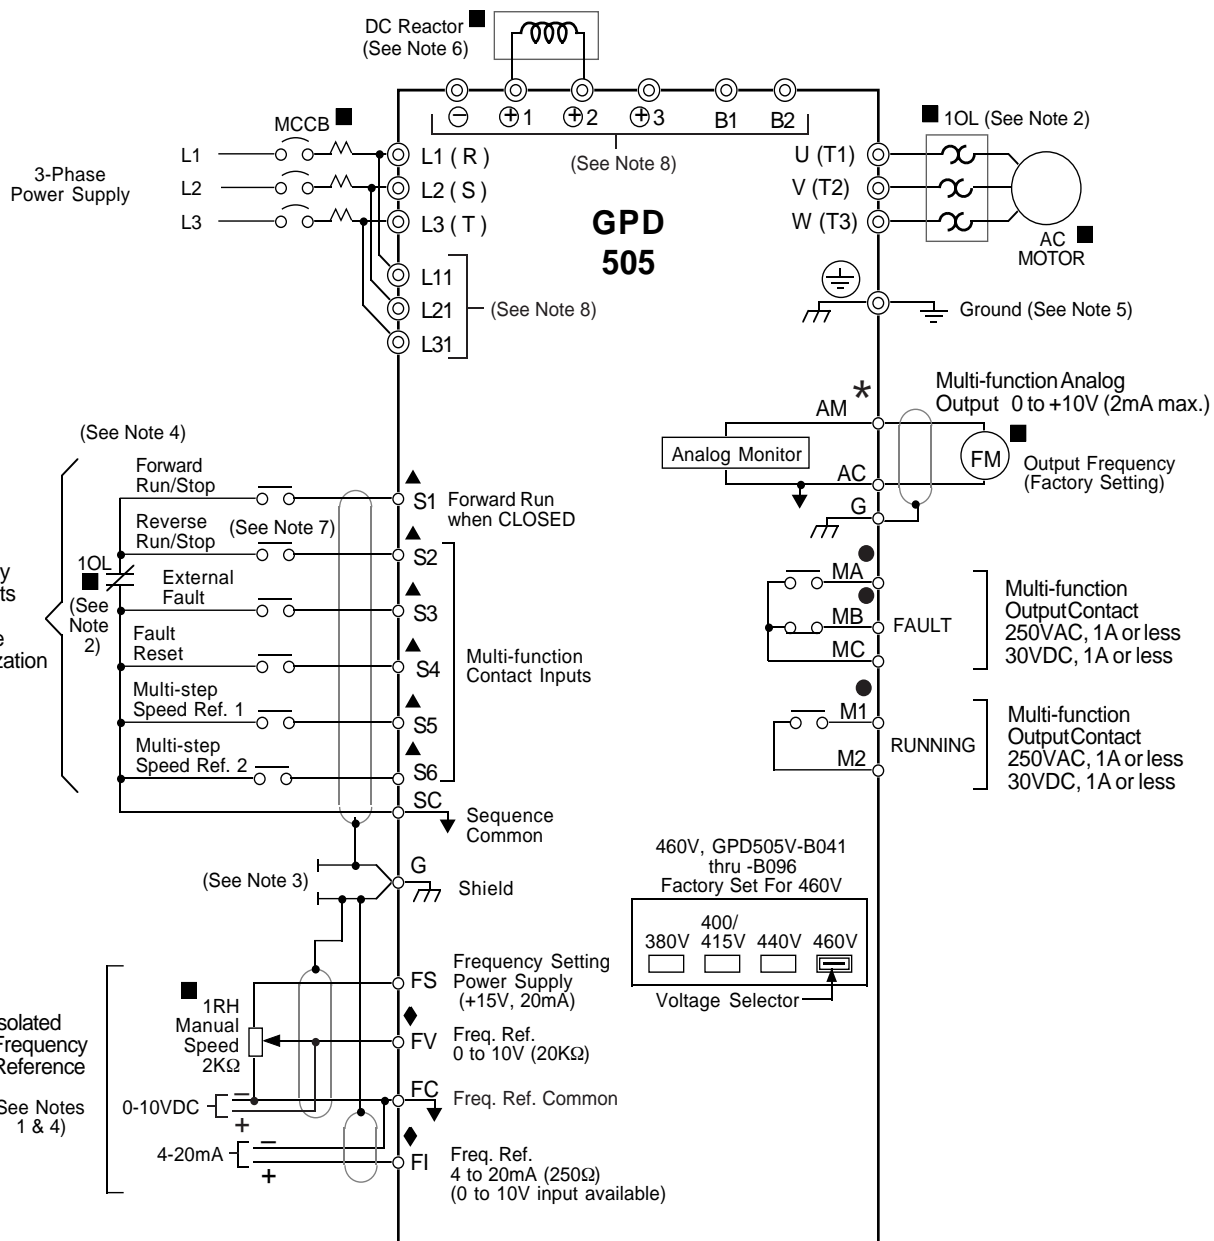 DC Reactor
(See Note 6)
⊖ ⊕1 ⊕2 ⊕3 B1 B2
(See Note 8)
MCCB
3-Phase
Power Supply
L1
L2
L3
L1 ( R )
L2 ( S )
L3 ( T )
L11
L21
L31
(See Note 8)
GPD
505
1OL (See Note 2)
U (T1)
V (T2)
W (T3)
AC
MOTOR
Ground (See Note 5)
Multi-function Analog
Output 0 to +10V (2mA max.)
AM *
Analog Monitor
AC
G
FM
Output Frequency
(Factory Setting)
(See Note 4)
Forward
Run/Stop
Reverse
Run/Stop
(See Note 7)
External
Fault
Fault
Reset
Multi-step
Speed Ref. 1
Multi-step
Speed Ref. 2
1OL
(See
Note
2)
S1
Forward Run
when CLOSED
S2
S3
S4
S5
S6
Multi-function
Contact Inputs
SC
Sequence
Common
G
Shield
(See Note 3)
MA
MB
MC
FAULT
Multi-function
Output Contact
250VAC, 1A or less
30VDC, 1A or less
M1
M2
RUNNING
Multi-function
Output Contact
250VAC, 1A or less
30VDC, 1A or less
460V, GPD505V-B041
thru -B096
Factory Set For 460V
380V 400/415V 440V 460V
Voltage Selector
FS
Frequency Setting
Power Supply
(+15V, 20mA)
1RH
Manual
Speed
2KΩ
FV
Freq. Ref.
0 to 10V (20KΩ)
solated
Frequency
Reference
See Notes
1 & 4)
FC
Freq. Ref. Common
0-10VDC
− +
4-20mA
− +
FI
Freq. Ref.
4 to 20mA (250Ω)
(0 to 10V input available)